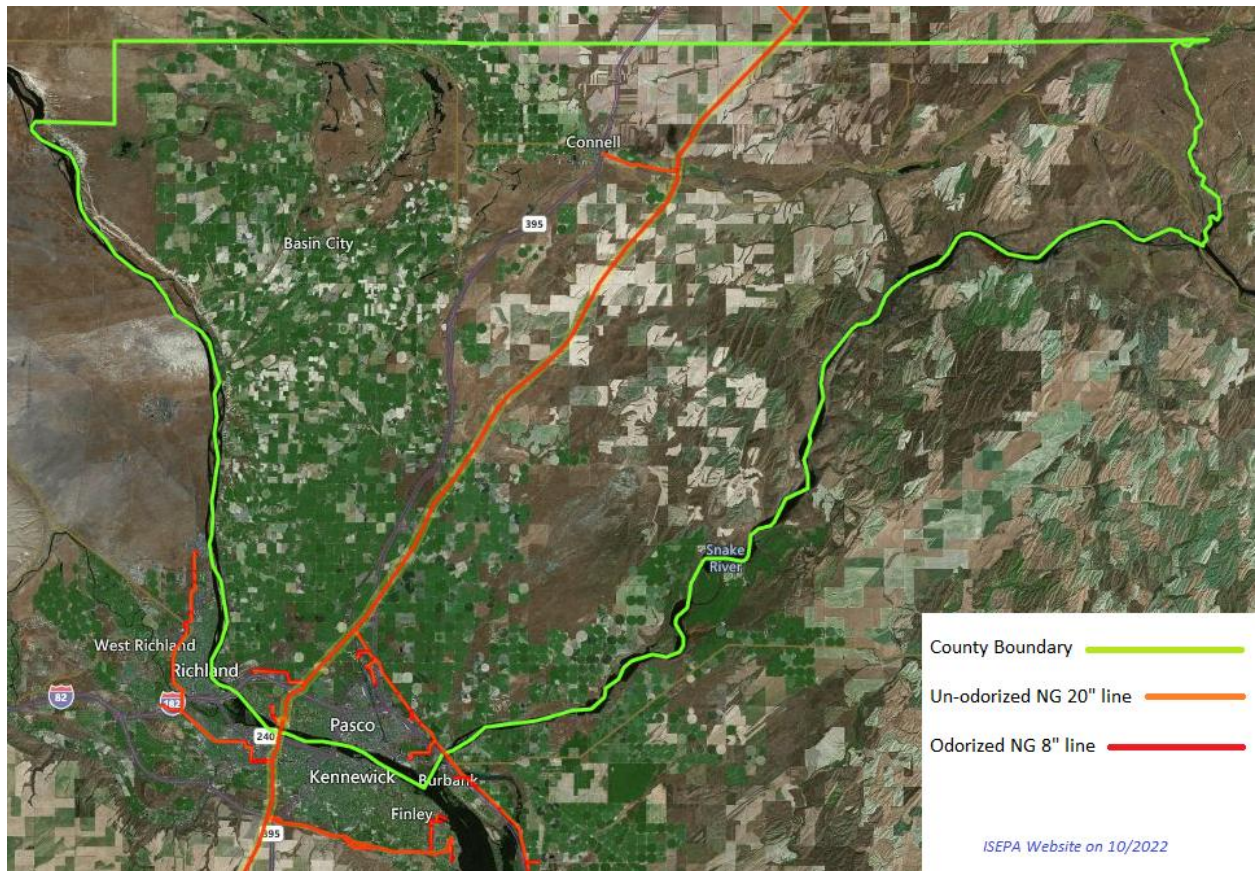 Connell
395
Basin City
Snake
River
West Richland
Richland
82
182
Pasco
240
Kennewick
Burbank
Finley
395
County Boundary
Un-odorized NG 20" line
Odorized NG 8" line
ISEPA Website on 10/2022